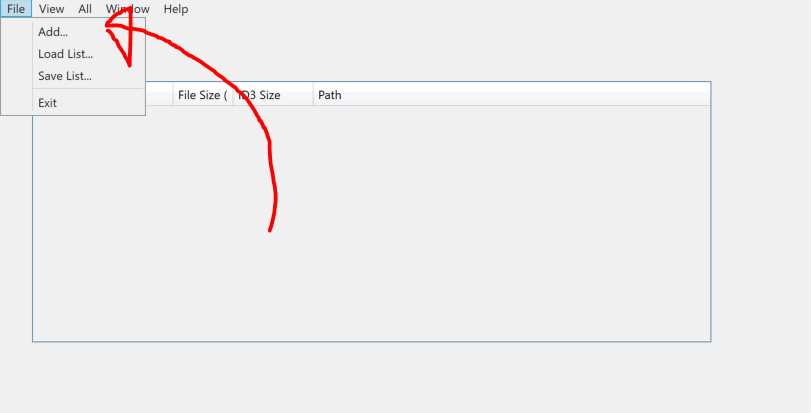 File View All Window Help
Add...
Load List...
Save List...
Exit
File Size ( ID3 Size Path